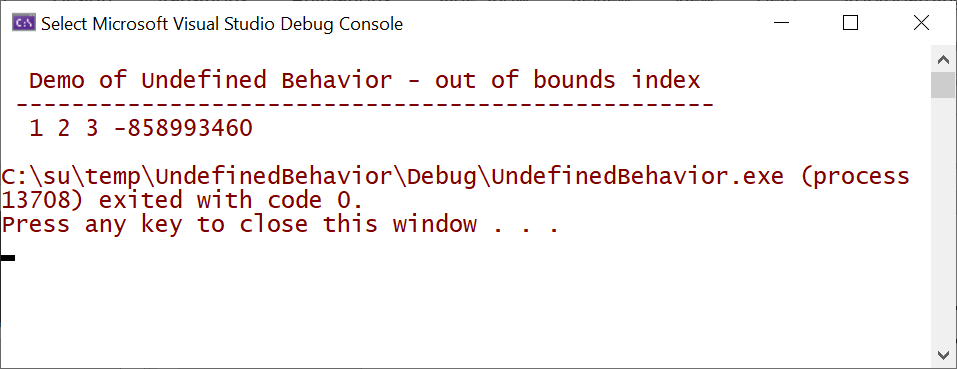 Select Microsoft Visual Studio Debug Console
Demo of Undefined Behavior - out of bounds index
--------------------------------------------------
1 2 3 -858993460
C:\su\temp\UndefinedBehavior\Debug\UndefinedBehavior.exe (process
13708) exited with code 0.
Press any key to close this window . . .